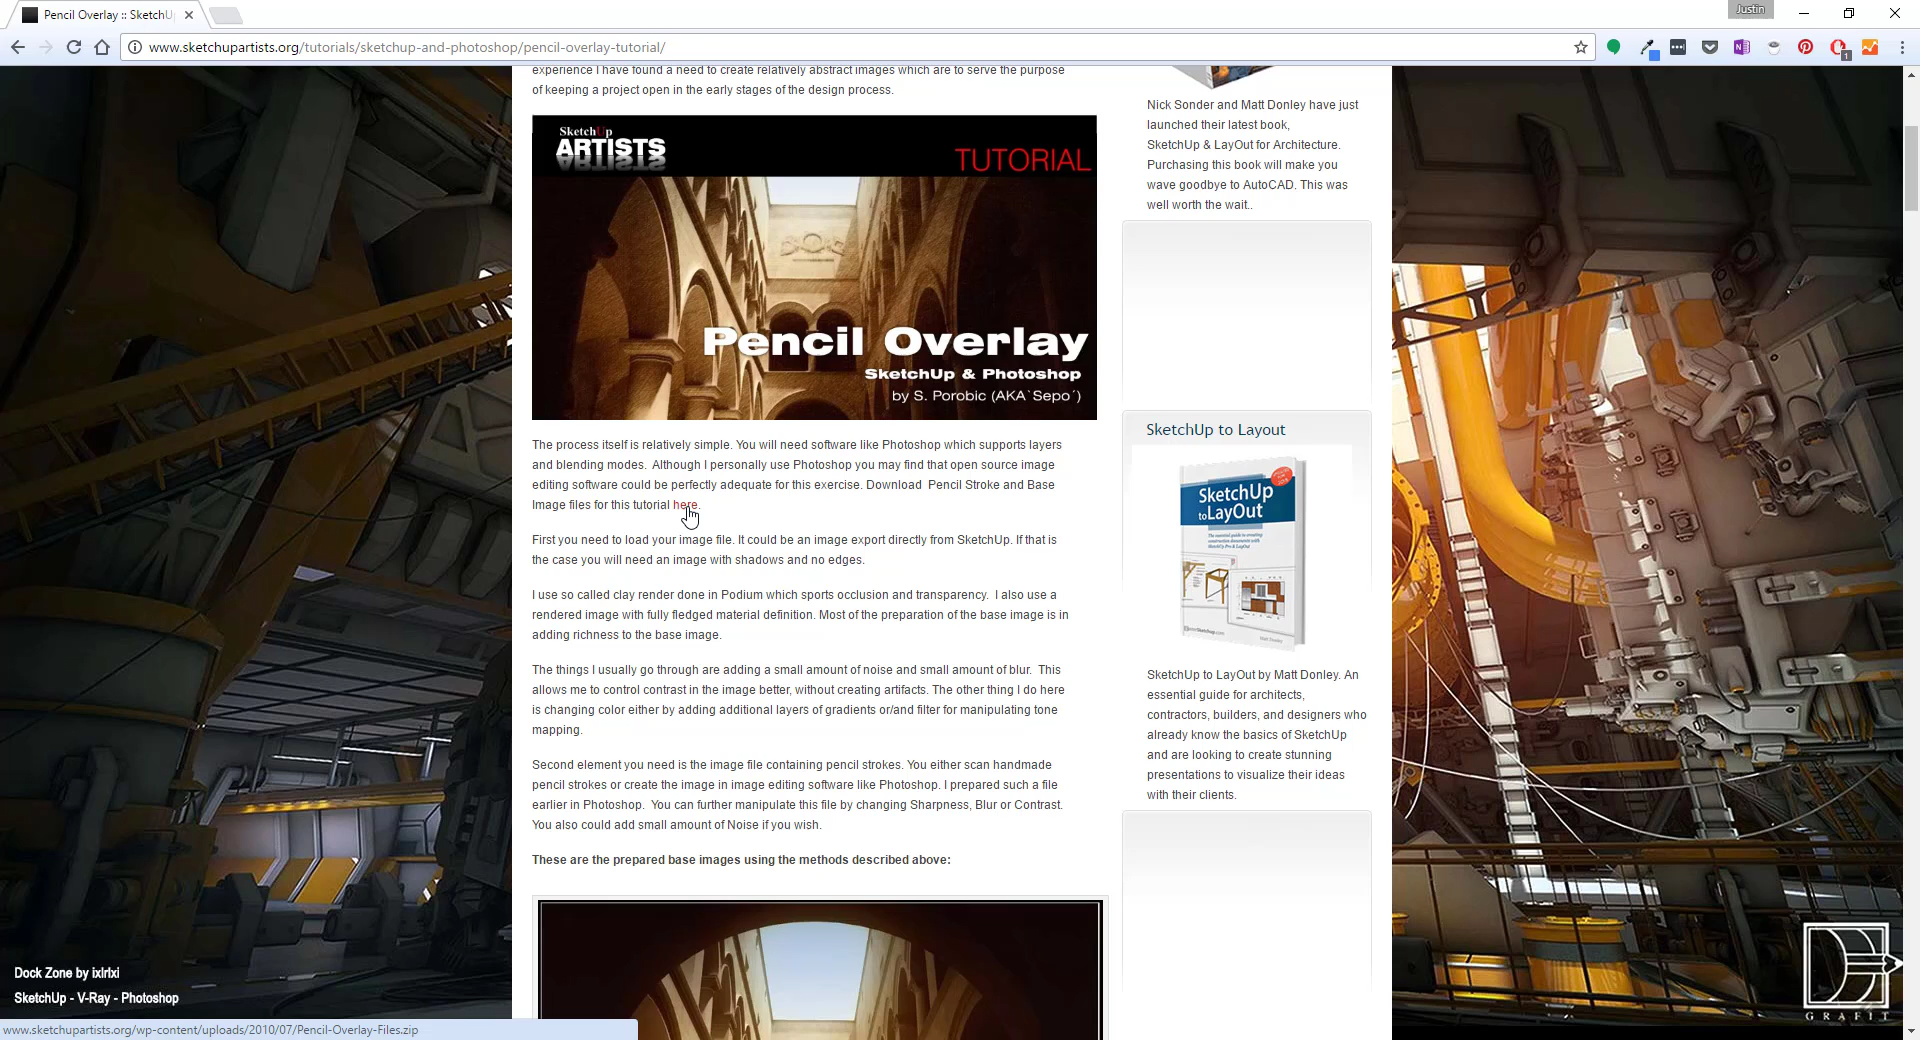 Pencil Overlay :: SketchU
Justin
www.sketchupartists.org/tutorials/sketchup-and-photoshop/pencil-overlay-tutorial/
1
experience I have found a need to create relatively abstract images which are to serve the purpose
of keeping a project open in the early stages of the design process.
SketchUp
ARTISTS
TUTORIAL
Pencil Overlay
SketchUp & Photoshop
by S. Porobic (AKA`Sepo´)
The process itself is relatively simple. You will need software like Photoshop which supports layers
and blending modes.  Although I personally use Photoshop you may find that open source image
editing software could be perfectly adequate for this exercise. Download  Pencil Stroke and Base
Image files for this tutorial here.
First you need to load your image file. It could be an image export directly from SketchUp. If that is
the case you will need an image with shadows and no edges.
I use so called clay render done in Podium which sports occlusion and transparency.  I also use a
rendered image with fully fledged material definition. Most of the preparation of the base image is in
adding richness to the base image.
The things I usually go through are adding a small amount of noise and small amount of blur.  This
allows me to control contrast in the image better, without creating artifacts. The other thing I do here
is changing color either by adding additional layers of gradients or/and filter for manipulating tone
mapping.
Second element you need is the image file containing pencil strokes. You either scan handmade
pencil strokes or create the image in image editing software like Photoshop. I prepared such a file
earlier in Photoshop.  You can further manipulate this file by changing Sharpness, Blur or Contrast.
You also could add small amount of Noise if you wish.
These are the prepared base images using the methods described above:
Nick Sonder and Matt Donley have just
launched their latest book,
SketchUp & LayOut for Architecture.
Purchasing this book will make you
wave goodbye to AutoCAD. This was
well worth the wait..
SketchUp to Layout
SketchUp
to LayOut
The essential guide to creating
construction documents with
SketchUp Pro & LayOut
Matt Donley
SketchUp to LayOut by Matt Donley. An
essential guide for architects,
contractors, builders, and designers who
already know the basics of SketchUp
and are looking to create stunning
presentations to visualize their ideas
with their clients.
Dock Zone by ixlrlxi
SketchUp - V-Ray - Photoshop
GRAFIT
www.sketchupartists.org/wp-content/uploads/2010/07/Pencil-Overlay-Files.zip